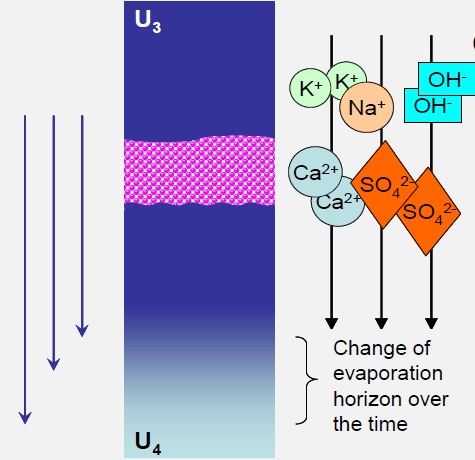 U₃
K⁺
K⁺
Na⁺
OH⁻
OH⁻
Ca²⁺
Ca²⁺
SO₄²⁻
SO₄²⁻
Change of
evaporation
horizon over
the time
U₄